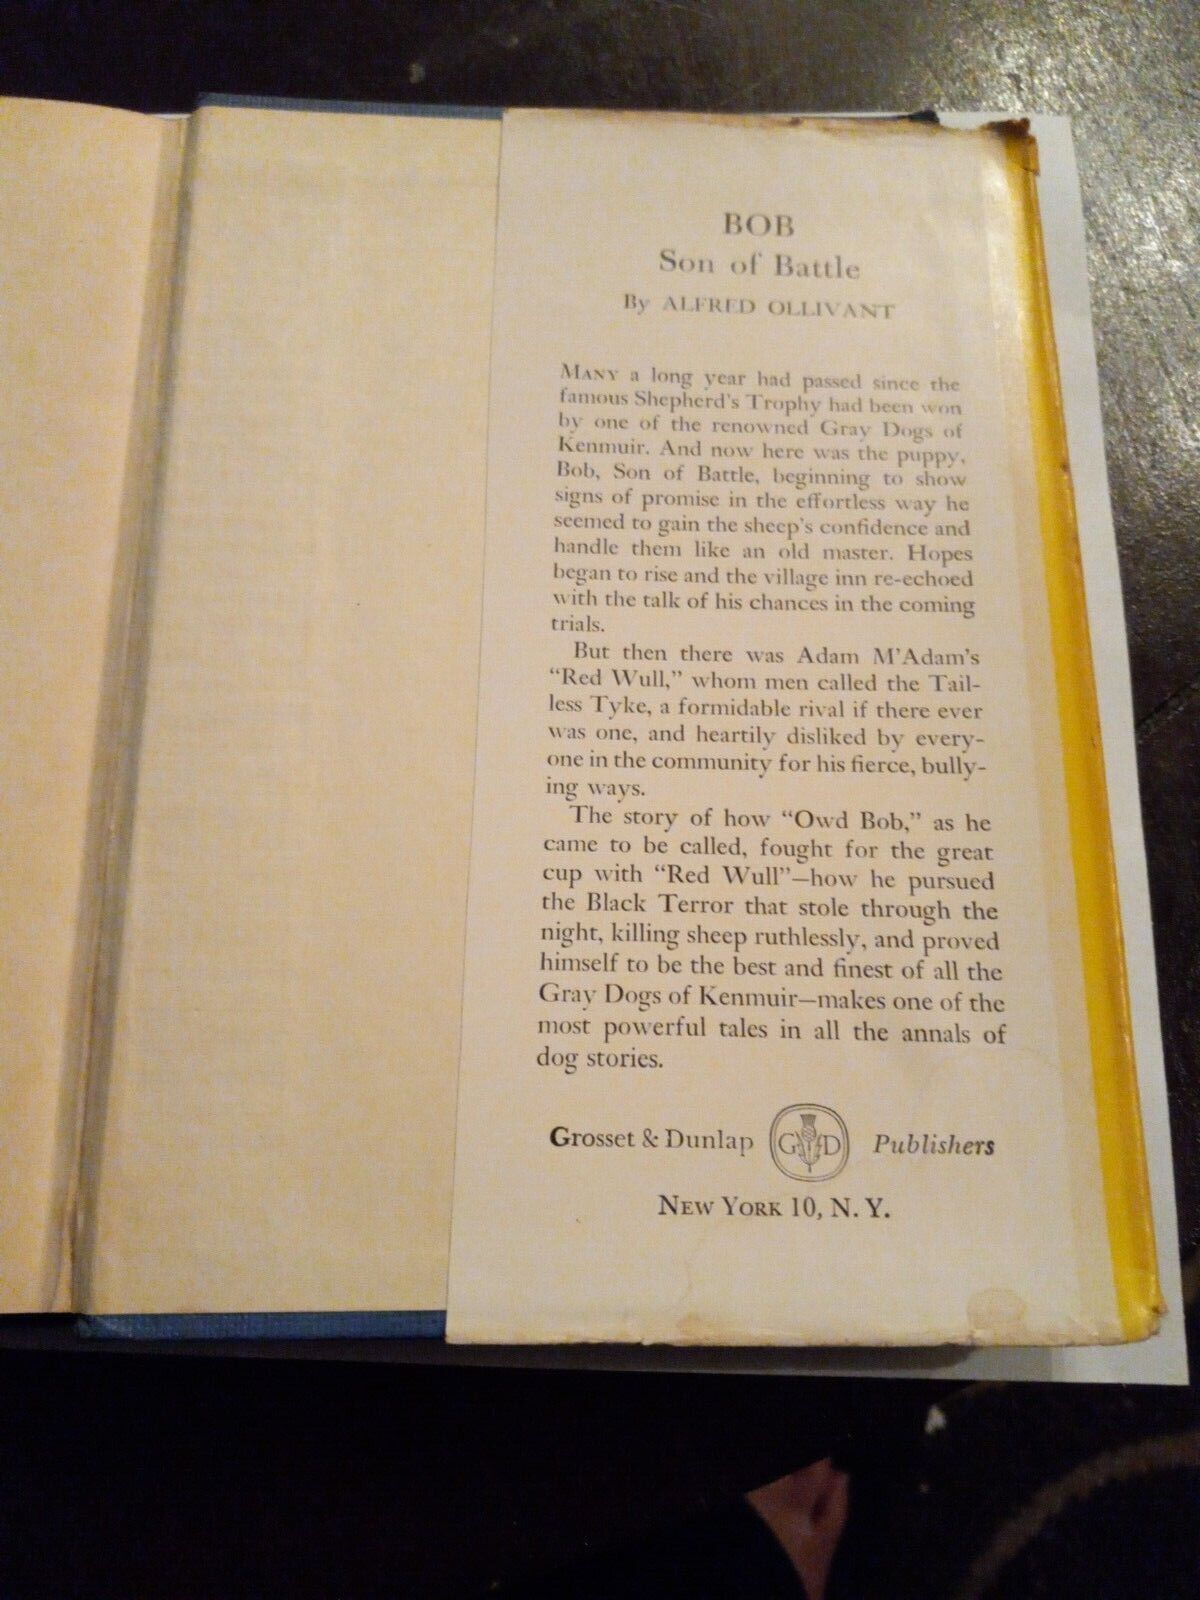 BOB
Son of Battle
By ALFRED OLLIVANT
MANY a long year had passed since the
famous Shepherd's Trophy had been won
by one of the renowned Gray Dogs of
Kenmuir. And now here was the puppy,
Bob, Son of Battle, beginning to show
signs of promise in the effortless way he
seemed to gain the sheep's confidence and
handle them like an old master. Hopes
began to rise and the village inn re-echoed
with the talk of his chances in the coming
trials.
But then there was Adam M'Adam's
"Red Wull," whom men called the Tail-
less Tyke, a formidable rival if there ever
was one, and heartily disliked by every-
one in the community for his fierce, bully-
ing ways.
The story of how "Owd Bob," as he
came to be called, fought for the great
cup with "Red Wull"—how he pursued
the Black Terror that stole through the
night, killing sheep ruthlessly, and proved
himself to be the best and finest of all the
Gray Dogs of Kenmuir—makes one of the
most powerful tales in all the annals of
dog stories.
Grosset & Dunlap G D Publishers
NEW YORK 10, N. Y.